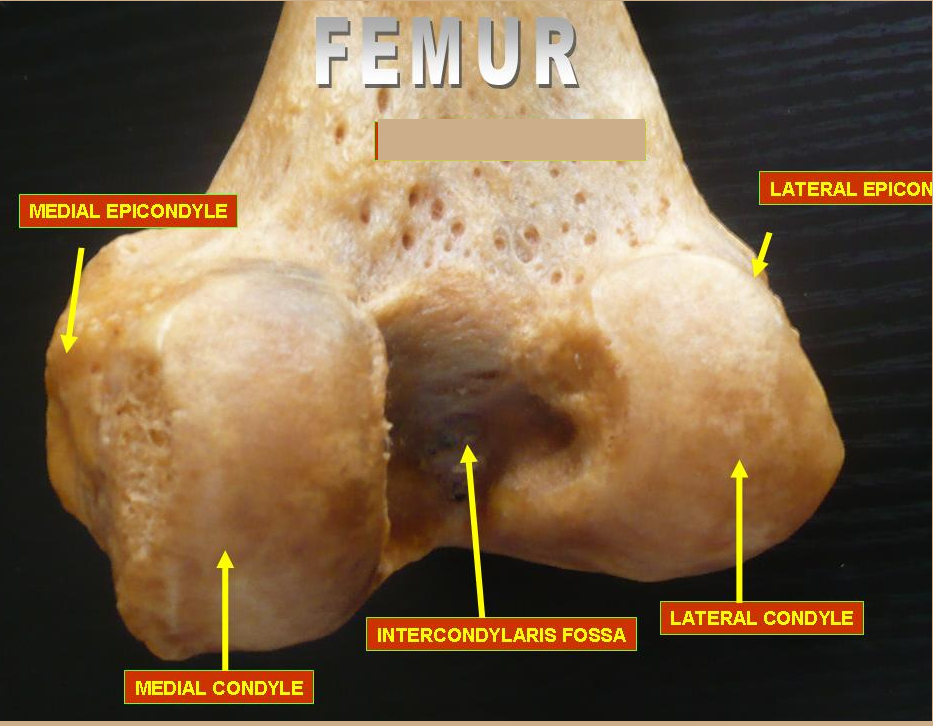 FEMUR
LATERAL EPICON
MEDIAL EPICONDYLE
LATERAL CONDYLE
INTERCONDYLARIS FOSSA
MEDIAL CONDYLE